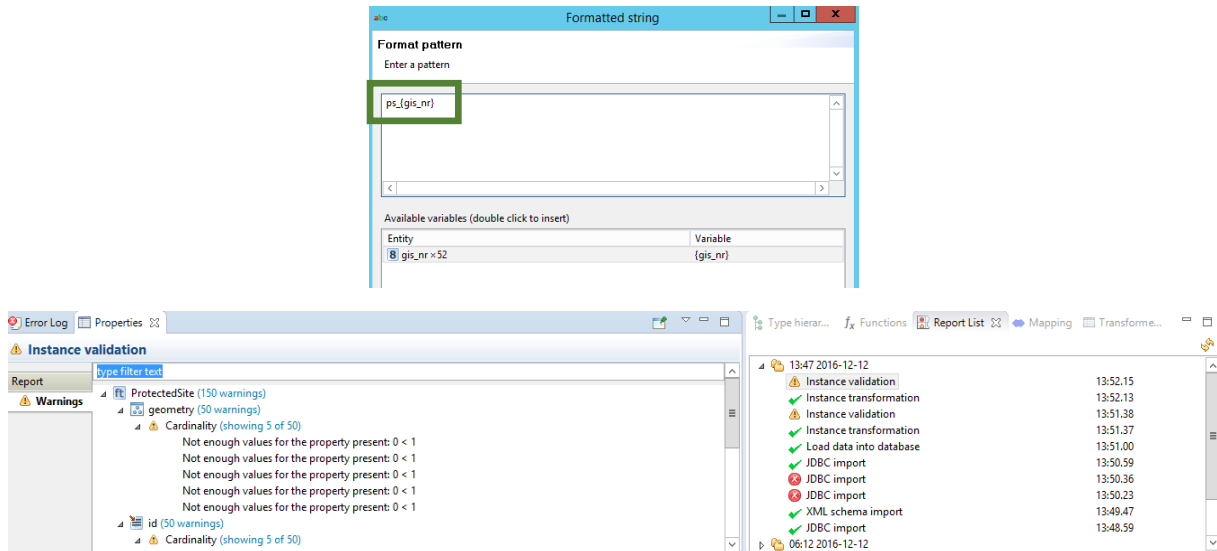 abc Formatted string
Format pattern
Enter a pattern
ps_{gis_nr}
Available variables (double click to insert)
Entity Variable
8 gis_nr ×52 {gis_nr}
Error Log Properties
Instance validation
Report
Warnings
type filter text
ft ProtectedSite (150 warnings)
geometry (50 warnings)
Cardinality (showing 5 of 50)
Not enough values for the property present: 0 < 1
Not enough values for the property present: 0 < 1
Not enough values for the property present: 0 < 1
Not enough values for the property present: 0 < 1
Not enough values for the property present: 0 < 1
id (50 warnings)
Cardinality (showing 5 of 50)
Type hierar... fx Functions Report List Mapping Transforme...
13:47 2016-12-12
Instance validation 13:52.15
Instance transformation 13:52.13
Instance validation 13:51.38
Instance transformation 13:51.37
Load data into database 13:51.00
JDBC import 13:50.59
JDBC import 13:50.36
JDBC import 13:50.23
XML schema import 13:49.47
JDBC import 13:48.59
06:12 2016-12-12